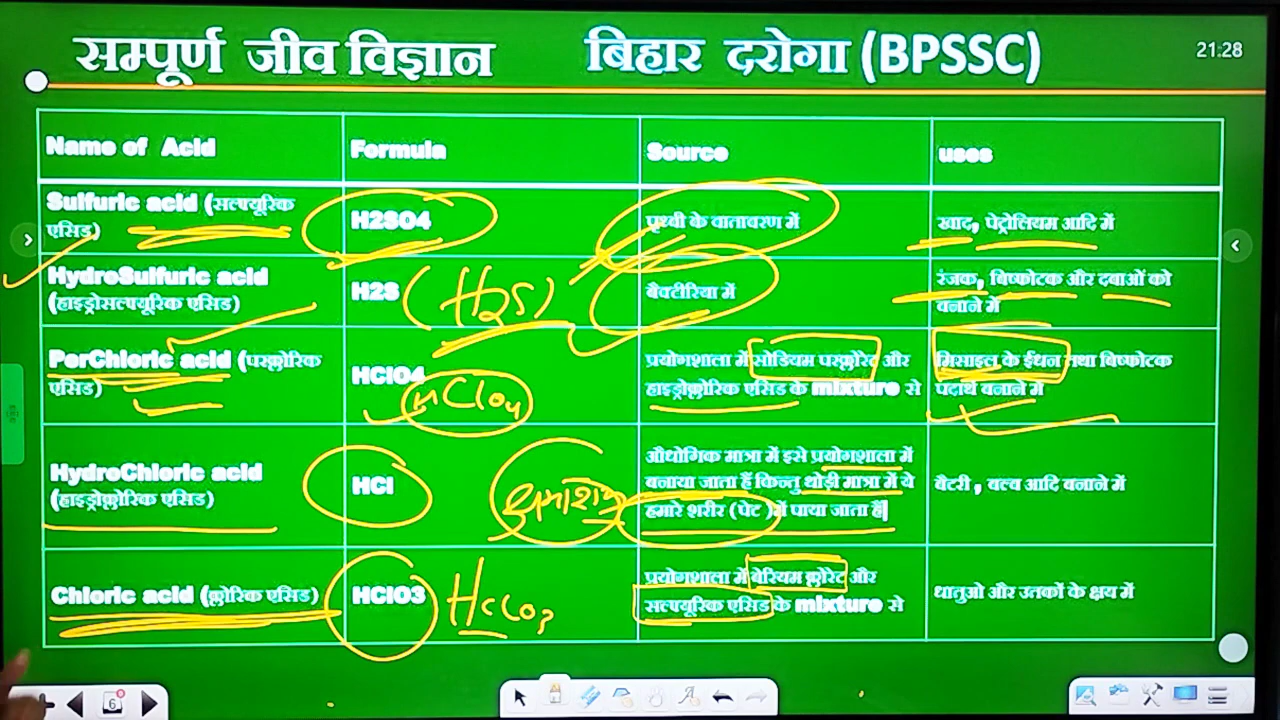 सम्पूर्ण जीव विज्ञान बिहार दरोगा (BPSSC)
21:28
Name of Acid
Formula
Source
uses
Sulfuric acid (सल्फ्यूरिक
एसिड)
H2SO4
पृथ्वी के वातावरण में
खाद, पेट्रोलियम आदि में
HydroSulfuric acid
(हाइड्रोसल्फ्यूरिक एसिड)
H2S
(H2S)
बैक्टीरिया में
रंजक, विष्फोटक और दवाओं को
बनाने में
PerChloric acid (परक्लोरिक
एसिड)
HClO4
HClO4
प्रयोगशाला में सोडियम परक्लोरेट और
हाइड्रोक्लोरिक एसिड के mixture से
मिसाइल के ईंधन तथा विष्फोटक
पदार्थ बनाने में
HydroChloric acid
(हाइड्रोक्लोरिक एसिड)
HCl
औधोगिक मात्रा में इसे प्रयोगशाला में
बनाया जाता हैं किन्तु थोड़ी मात्रा में ये
हमारे शरीर (पेट )में पाया जाता हैं
बैटरी , वल्व आदि बनाने में
Chloric acid (क्लोरिक एसिड)
HClO3
HClO3
प्रयोगशाला में बेरियम क्लोरेट और
सल्फ्यूरिक एसिड के mixture से
धातुओ और उतकों के क्षय में
6